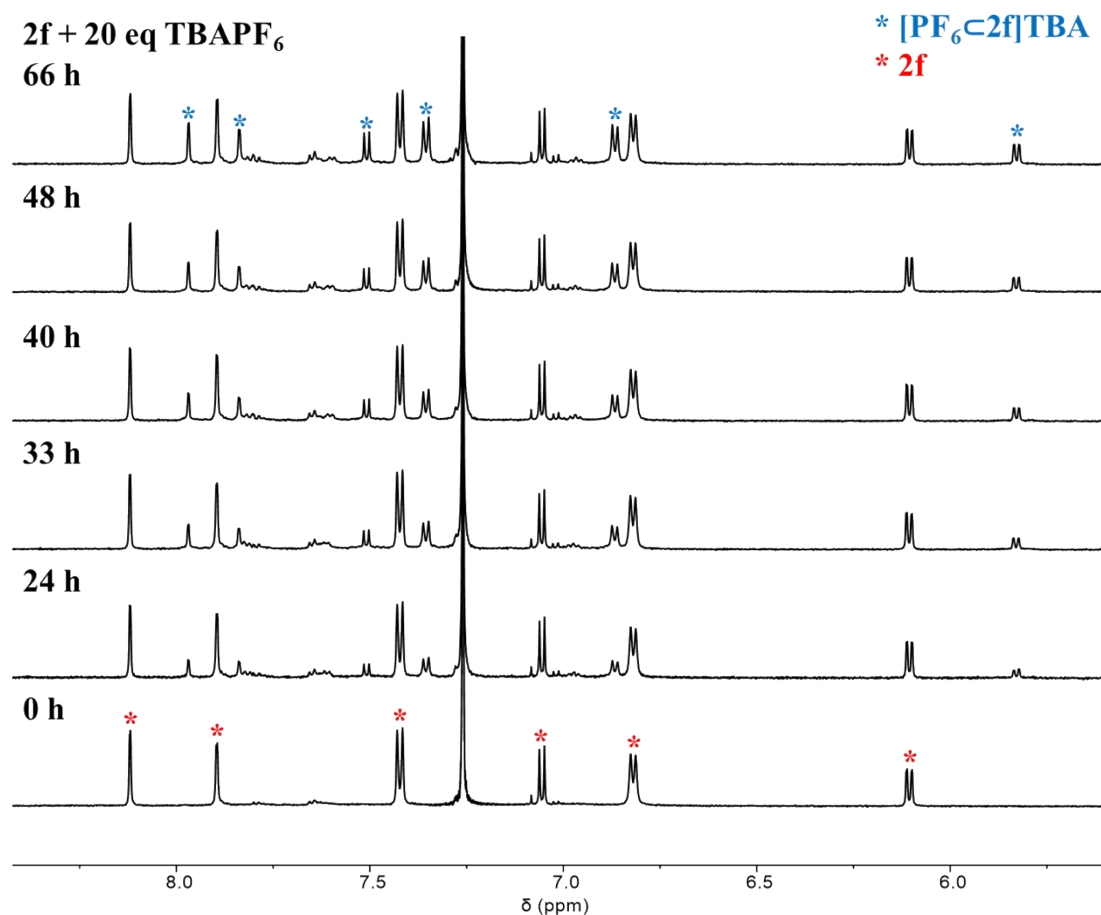 2f + 20 eq TBAPF₆
* [PF₆⊂2f]TBA
* 2f
66 h
* * * * * *
48 h
40 h
33 h
24 h
0 h
* * * * * *
8.0 7.5 7.0 6.5 6.0
δ (ppm)